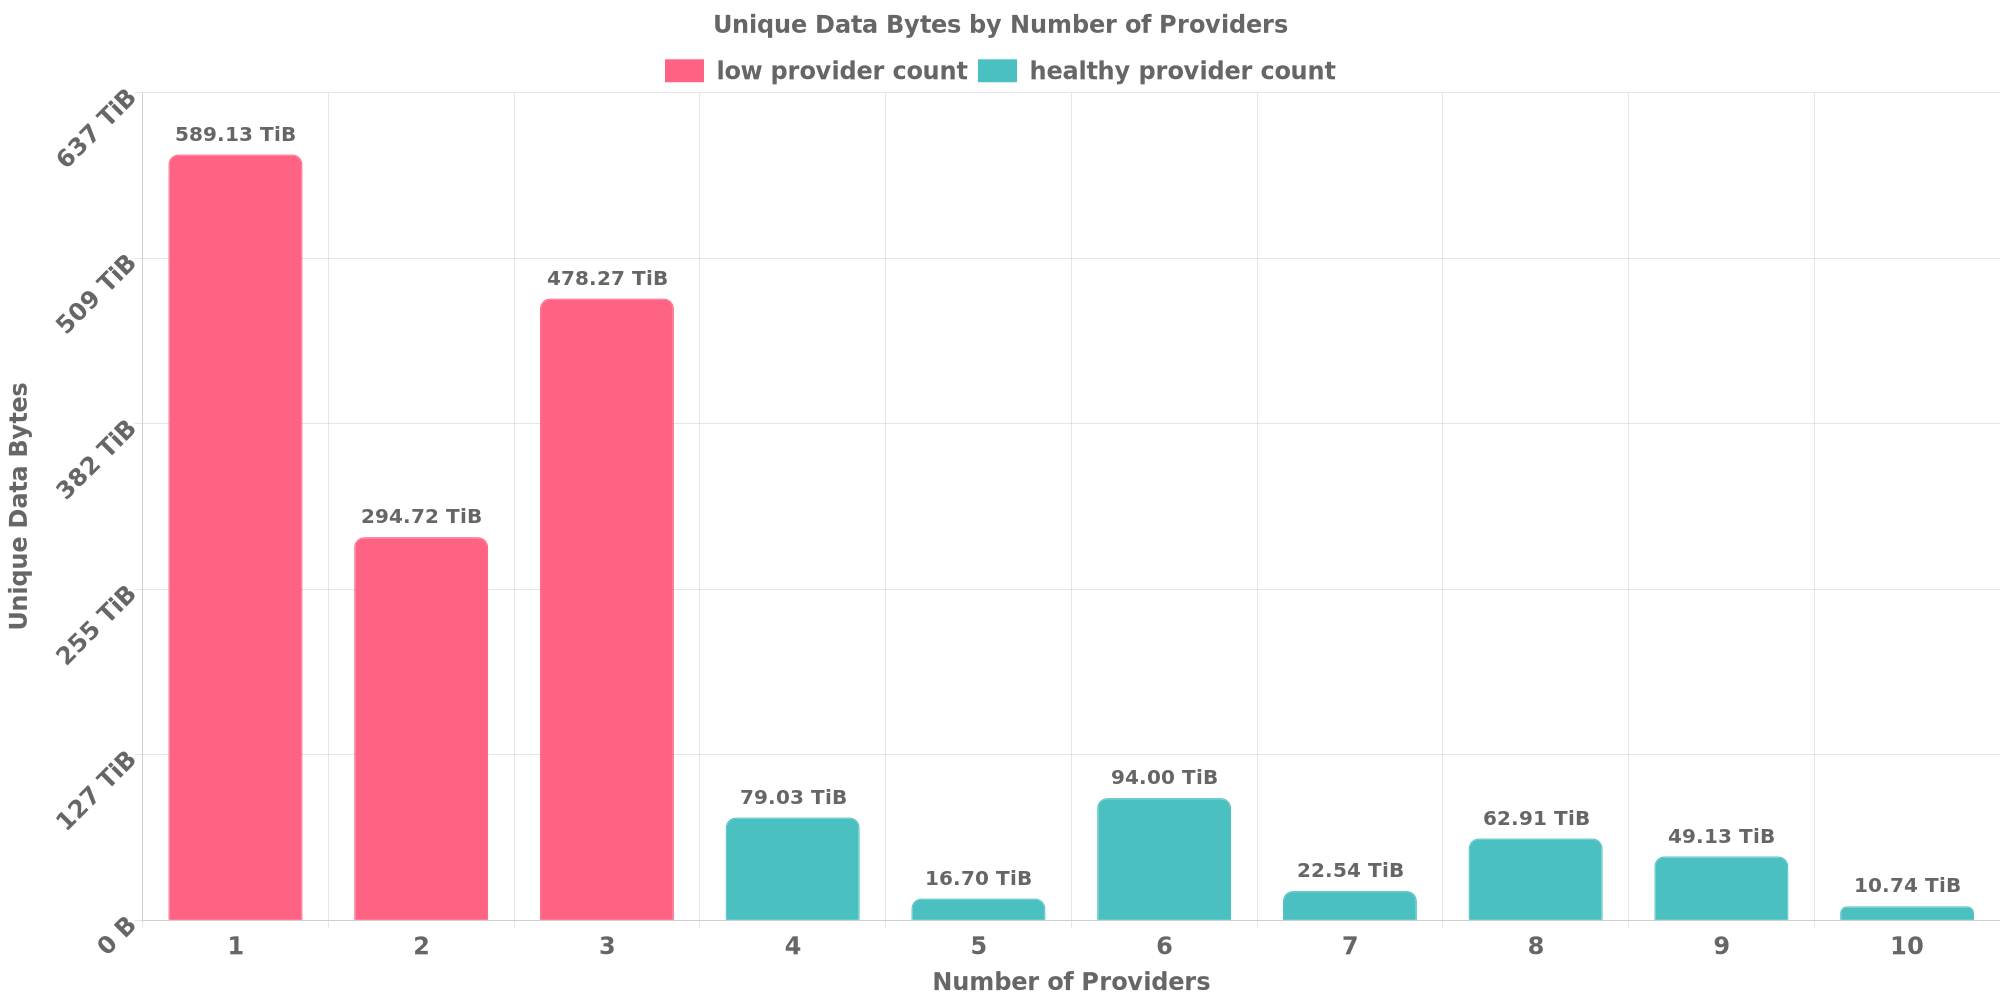 Unique Data Bytes by Number of Providers
low provider count healthy provider count
637 TiB
509 TiB
382 TiB
255 TiB
127 TiB
0 B
Unique Data Bytes
589.13 TiB
294.72 TiB
478.27 TiB
79.03 TiB
16.70 TiB
94.00 TiB
22.54 TiB
62.91 TiB
49.13 TiB
10.74 TiB
1 2 3 4 5 6 7 8 9 10
Number of Providers